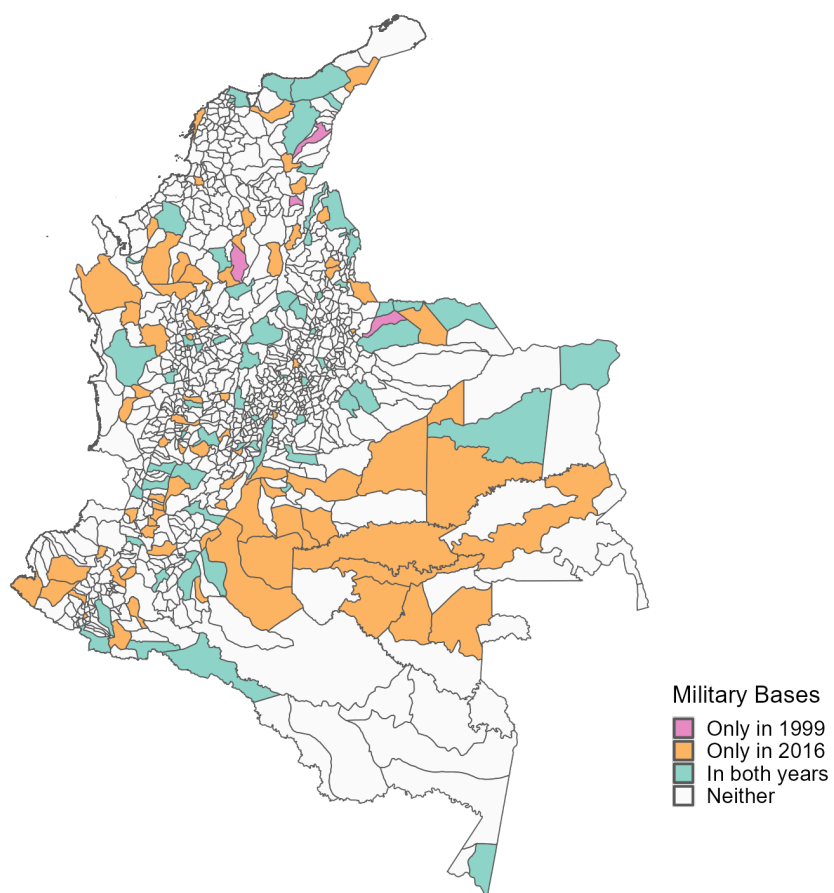 Military Bases
Only in 1999
Only in 2016
In both years
Neither